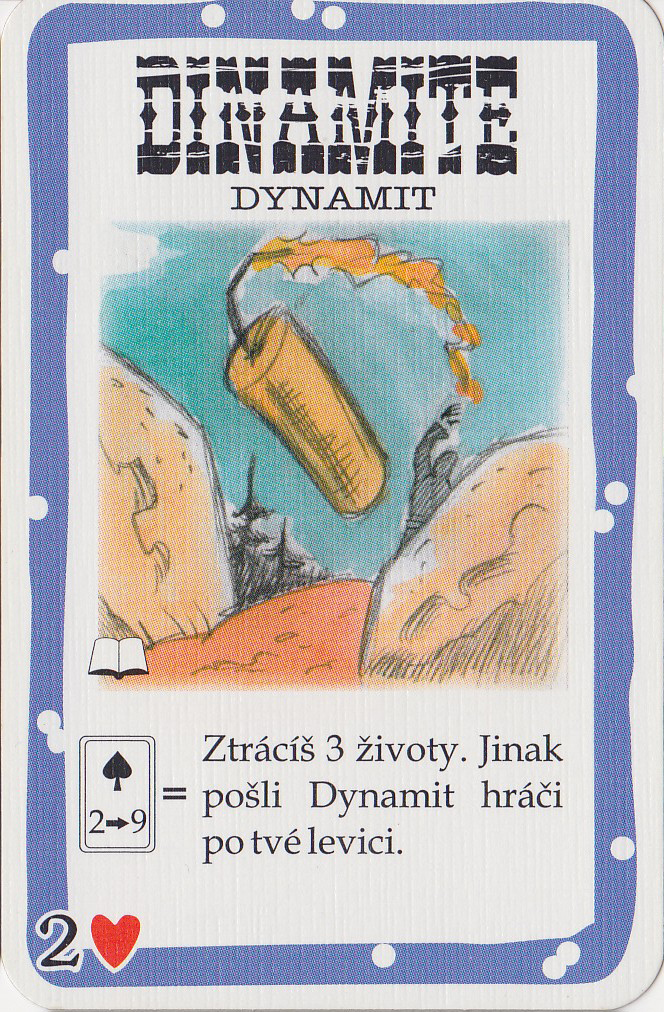 DINAMITE
DYNAMIT
2➡9
=
Ztrácíš 3 životy. Jinak
pošli Dynamit hráči
po tvé levici.
2